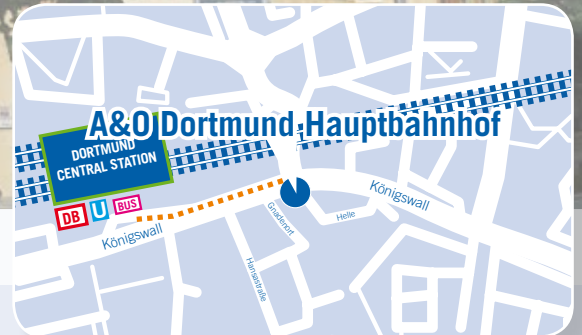 A&O Dortmund Hauptbahnhof
DORTMUND
CENTRAL STATION
DB U BUS
Königswall
Königswall
Gnadenort
Helle
Hansastraße